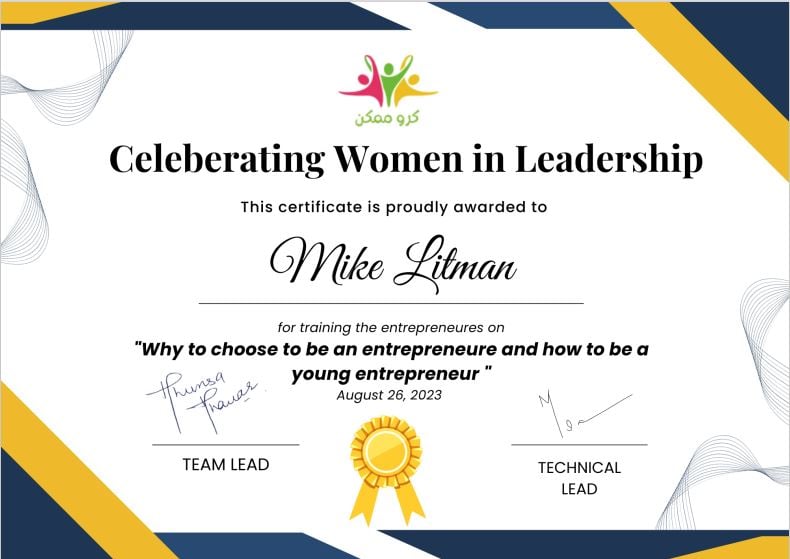 کرو ممکن
Celeberating Women in Leadership
This certificate is proudly awarded to
Mike Litman
for training the entrepreneures on
"Why to choose to be an entrepreneure and how to be a
young entrepreneur "
August 26, 2023
TEAM LEAD
TECHNICAL
LEAD